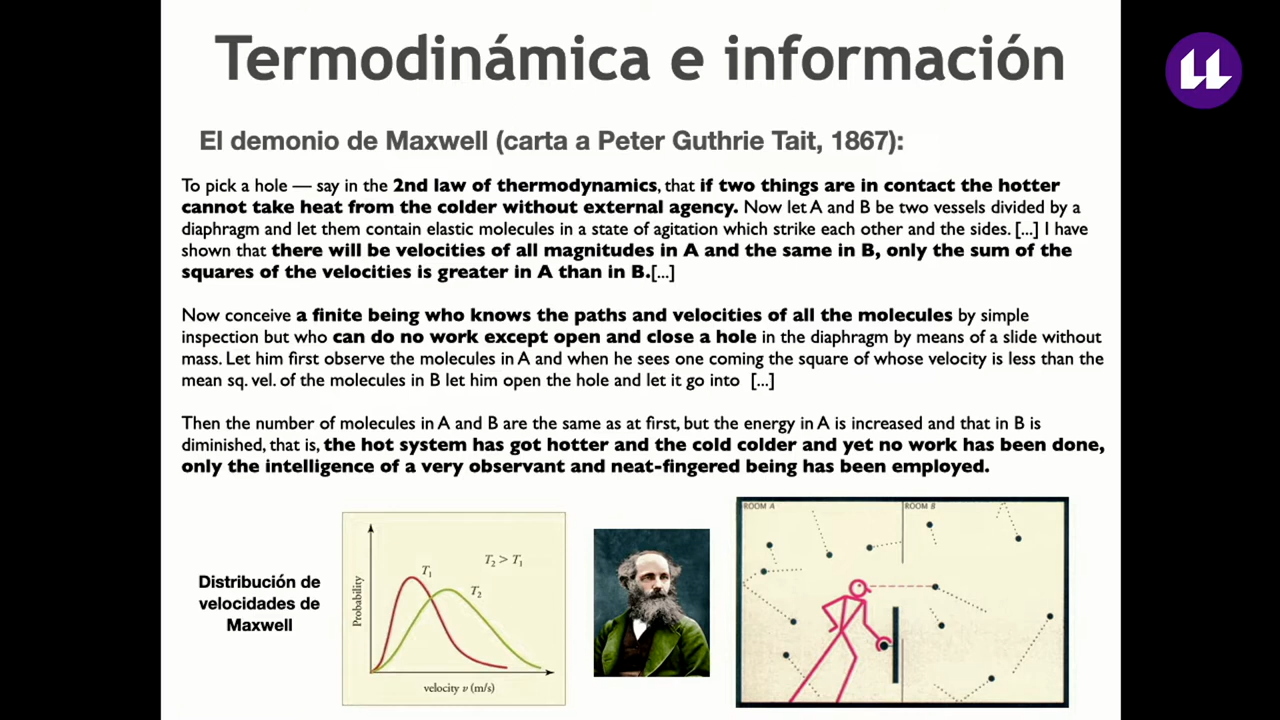 Termodinámica e información
El demonio de Maxwell (carta a Peter Guthrie Tait, 1867):
To pick a hole — say in the 2nd law of thermodynamics, that if two things are in contact the hotter
cannot take heat from the colder without external agency. Now let A and B be two vessels divided by a
diaphragm and let them contain elastic molecules in a state of agitation which strike each other and the sides. [...] I have
shown that there will be velocities of all magnitudes in A and the same in B, only the sum of the
squares of the velocities is greater in A than in B.[...]
Now conceive a finite being who knows the paths and velocities of all the molecules by simple
inspection but who can do no work except open and close a hole in the diaphragm by means of a slide without
mass. Let him first observe the molecules in A and when he sees one coming the square of whose velocity is less than the
mean sq. vel. of the molecules in B let him open the hole and let it go into [...]
Then the number of molecules in A and B are the same as at first, but the energy in A is increased and that in B is
diminished, that is, the hot system has got hotter and the cold colder and yet no work has been done,
only the intelligence of a very observant and neat-fingered being has been employed.
Distribución de
velocidades de
Maxwell
Probability
T1
T2 > T1
T2
velocity v (m/s)
ROOM A
ROOM B